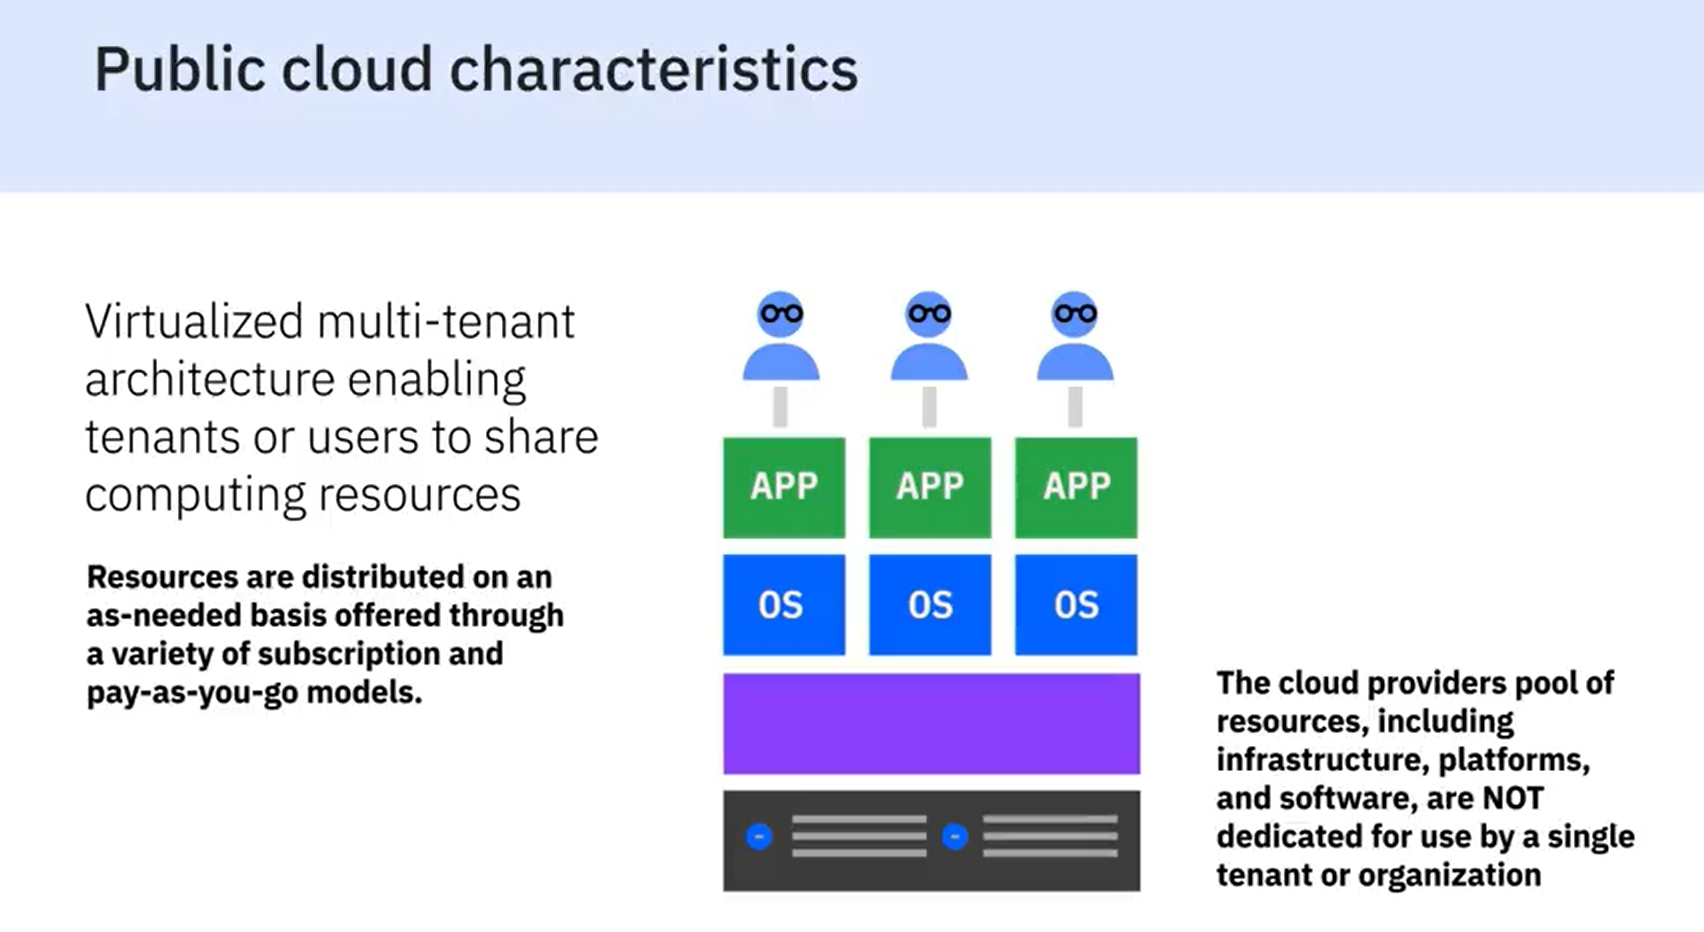 Public cloud characteristics
Virtualized multi-tenant
architecture enabling
tenants or users to share
computing resources
Resources are distributed on an
as-needed basis offered through
a variety of subscription and
pay-as-you-go models.
APP APP APP
OS OS OS
The cloud providers pool of
resources, including
infrastructure, platforms,
and software, are NOT
dedicated for use by a single
tenant or organization